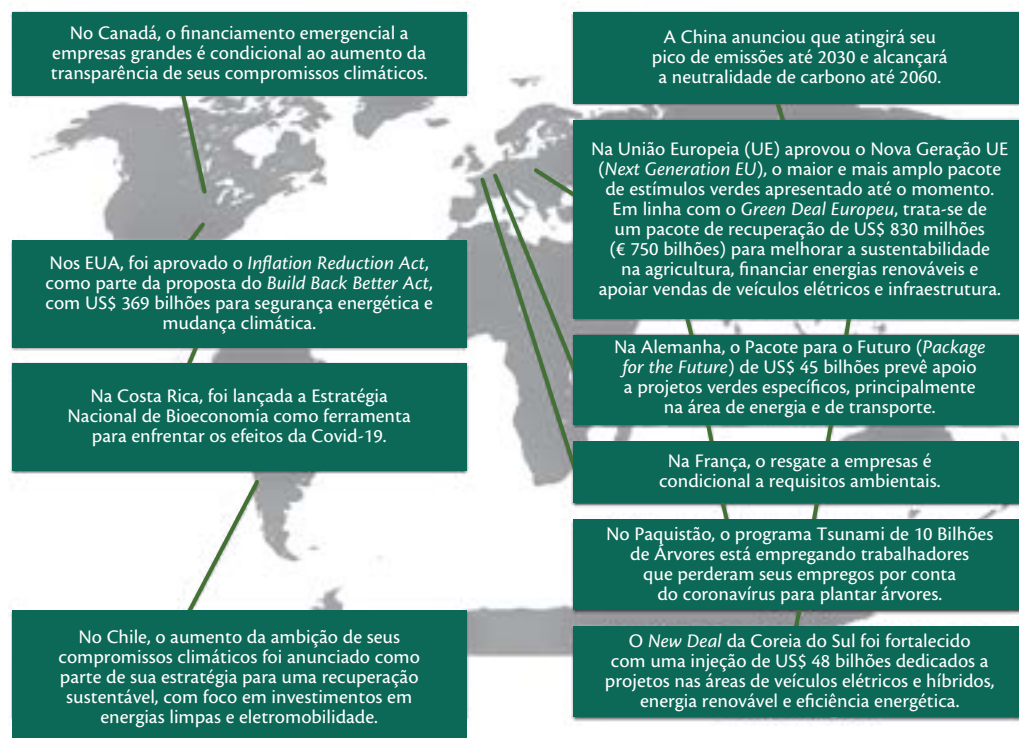 No Canadá, o financiamento emergencial a
empresas grandes é condicional ao aumento da
transparência de seus compromissos climáticos.
Nos EUA, foi aprovado o Inflation Reduction Act,
como parte da proposta do Build Back Better Act,
com US$ 369 bilhões para segurança energética e
mudança climática.
Na Costa Rica, foi lançada a Estratégia
Nacional de Bioeconomia como ferramenta
para enfrentar os efeitos da Covid-19.
No Chile, o aumento da ambição de seus
compromissos climáticos foi anunciado como
parte de sua estratégia para uma recuperação
sustentável, com foco em investimentos em
energias limpas e eletromobilidade.
A China anunciou que atingirá seu
pico de emissões até 2030 e alcançará
a neutralidade de carbono até 2060.
Na União Europeia (UE) aprovou o Nova Geração UE
(Next Generation EU), o maior e mais amplo pacote
de estímulos verdes apresentado até o momento.
Em linha com o Green Deal Europeu, trata-se de
um pacote de recuperação de US$ 830 milhões
(€ 750 bilhões) para melhorar a sustentabilidade
na agricultura, financiar energias renováveis e
apoiar vendas de veículos elétricos e infraestrutura.
Na Alemanha, o Pacote para o Futuro (Package
for the Future) de US$ 45 bilhões prevê apoio
a projetos verdes específicos, principalmente
na área de energia e de transporte.
Na França, o resgate a empresas é
condicional a requisitos ambientais.
No Paquistão, o programa Tsunami de 10 Bilhões
de Árvores está empregando trabalhadores
que perderam seus empregos por conta
do coronavírus para plantar árvores.
O New Deal da Coreia do Sul foi fortalecido
com uma injeção de US$ 48 bilhões dedicados a
projetos nas áreas de veículos elétricos e híbridos,
energia renovável e eficiência energética.